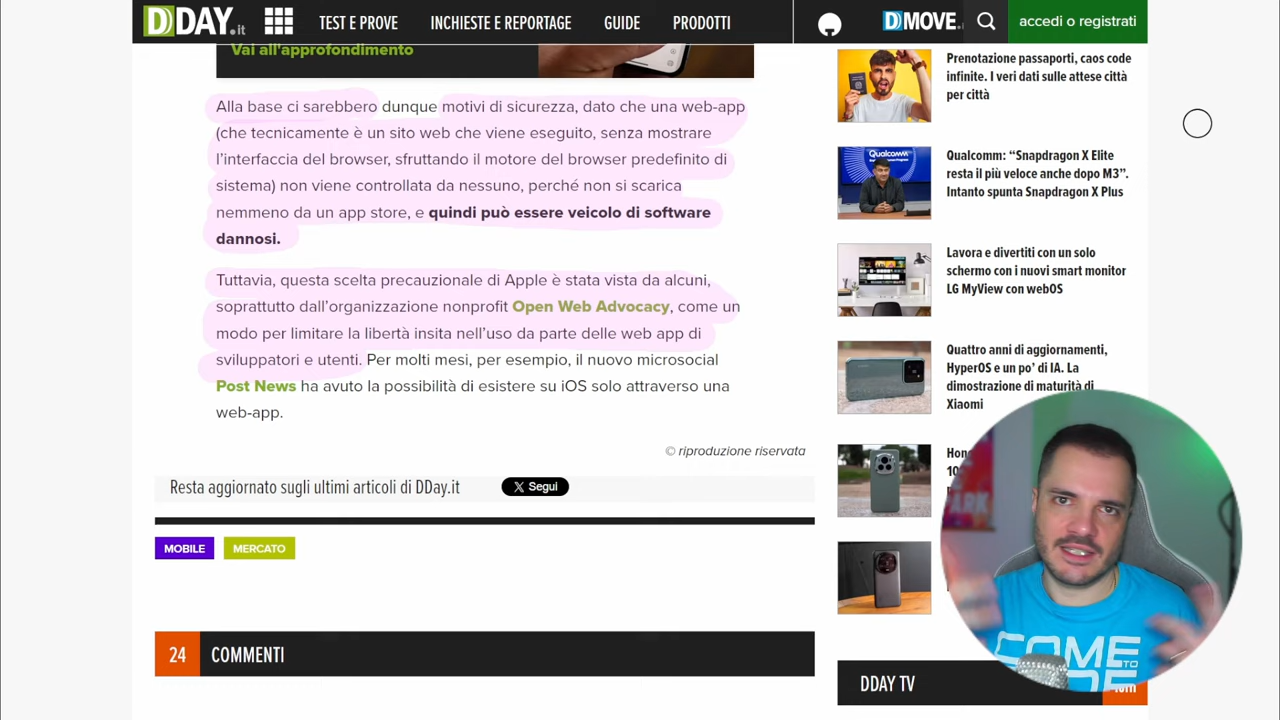 DDAY.it
TEST E PROVE
INCHIESTE E REPORTAGE
GUIDE
PRODOTTI
DMOVE.
accedi o registrati
Vai all'approfondimento
Alla base ci sarebbero dunque motivi di sicurezza, dato che una web-app
(che tecnicamente è un sito web che viene eseguito, senza mostrare
l'interfaccia del browser, sfruttando il motore del browser predefinito di
sistema) non viene controllata da nessuno, perché non si scarica
nemmeno da un app store, e quindi può essere veicolo di software
dannosi.
Tuttavia, questa scelta precauzionale di Apple è stata vista da alcuni,
soprattutto dall'organizzazione nonprofit Open Web Advocacy, come un
modo per limitare la libertà insita nell'uso da parte delle web app di
sviluppatori e utenti. Per molti mesi, per esempio, il nuovo microsocial
Post News ha avuto la possibilità di esistere su iOS solo attraverso una
web-app.
© riproduzione riservata
Resta aggiornato sugli ultimi articoli di DDay.it
X Segui
MOBILE
MERCATO
24
COMMENTI
Prenotazione passaporti, caos code
infinite. I veri dati sulle attese città
per città
Qualcomm
Qualcomm: “Snapdragon X Elite
resta il più veloce anche dopo M3”.
Intanto spunta Snapdragon X Plus
Lavora e divertiti con un solo
schermo con i nuovi smart monitor
LG MyView con webOS
Quattro anni di aggiornamenti,
HyperOS e un po' di IA. La
dimostrazione di maturità di
Xiaomi
DDAY TV
COME
TO